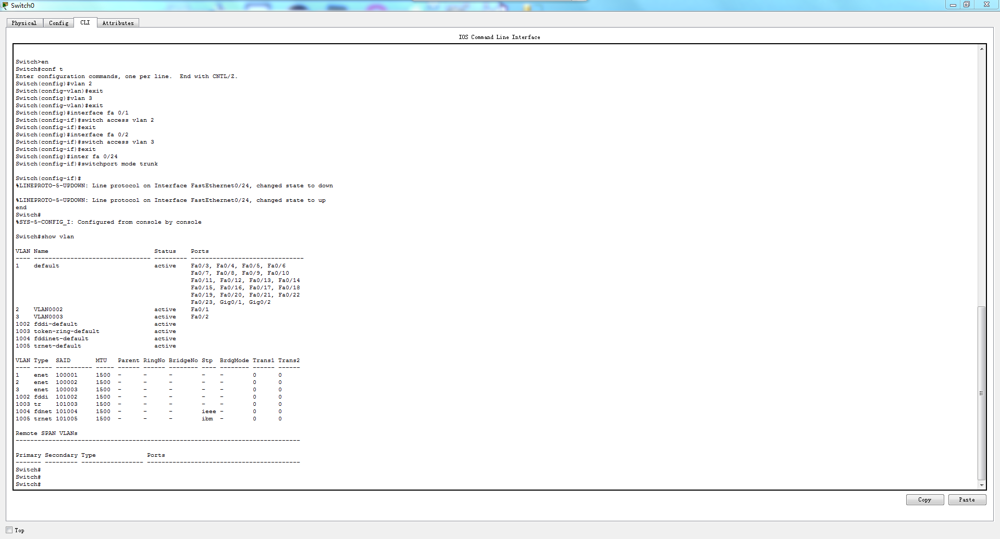 Switch0
Physical Config CLI Attributes
IOS Command Line Interface
Switch>en
Switch#conf t
Enter configuration commands, one per line.  End with CNTL/Z.
Switch(config)#vlan 2
Switch(config-vlan)#exit
Switch(config)#vlan 3
Switch(config-vlan)#exit
Switch(config)#interface fa 0/1
Switch(config-if)#switch access vlan 2
Switch(config-if)#exit
Switch(config)#interface fa 0/2
Switch(config-if)#switch access vlan 3
Switch(config-if)#exit
Switch(config)#inter fa 0/24
Switch(config-if)#switchport mode trunk
Switch(config-if)#
%LINEPROTO-5-UPDOWN: Line protocol on Interface FastEthernet0/24, changed state to down
%LINEPROTO-5-UPDOWN: Line protocol on Interface FastEthernet0/24, changed state to up
end
Switch#
%SYS-5-CONFIG_I: Configured from console by console
Switch#show vlan
VLAN Name                             Status    Ports
---- -------------------------------- --------- -------------------------------
1    default                          active    Fa0/3, Fa0/4, Fa0/5, Fa0/6
                                                Fa0/7, Fa0/8, Fa0/9, Fa0/10
                                                Fa0/11, Fa0/12, Fa0/13, Fa0/14
                                                Fa0/15, Fa0/16, Fa0/17, Fa0/18
                                                Fa0/19, Fa0/20, Fa0/21, Fa0/22
                                                Fa0/23, Gig0/1, Gig0/2
2    VLAN0002                         active    Fa0/1
3    VLAN0003                         active    Fa0/2
1002 fddi-default                     active
1003 token-ring-default               active
1004 fddinet-default                  active
1005 trnet-default                    active
VLAN Type  SAID       MTU   Parent RingNo BridgeNo Stp  BrdgMode Trans1 Trans2
---- ----- ---------- ----- ------ ------ -------- ---- -------- ------ ------
1    enet  100001     1500  -      -      -        -    -        0      0
2    enet  100002     1500  -      -      -        -    -        0      0
3    enet  100003     1500  -      -      -        -    -        0      0
1002 fddi  101002     1500  -      -      -        -    -        0      0
1003 tr    101003     1500  -      -      -        -    -        0      0
1004 fdnet 101004     1500  -      -      -        ieee -        0      0
1005 trnet 101005     1500  -      -      -        ibm  -        0      0
Remote SPAN VLANs
------------------------------------------------------------------------------
Primary Secondary Type              Ports
------- --------- ----------------- ------------------------------------------
Switch#
Switch#
Switch#
Copy Paste
Top